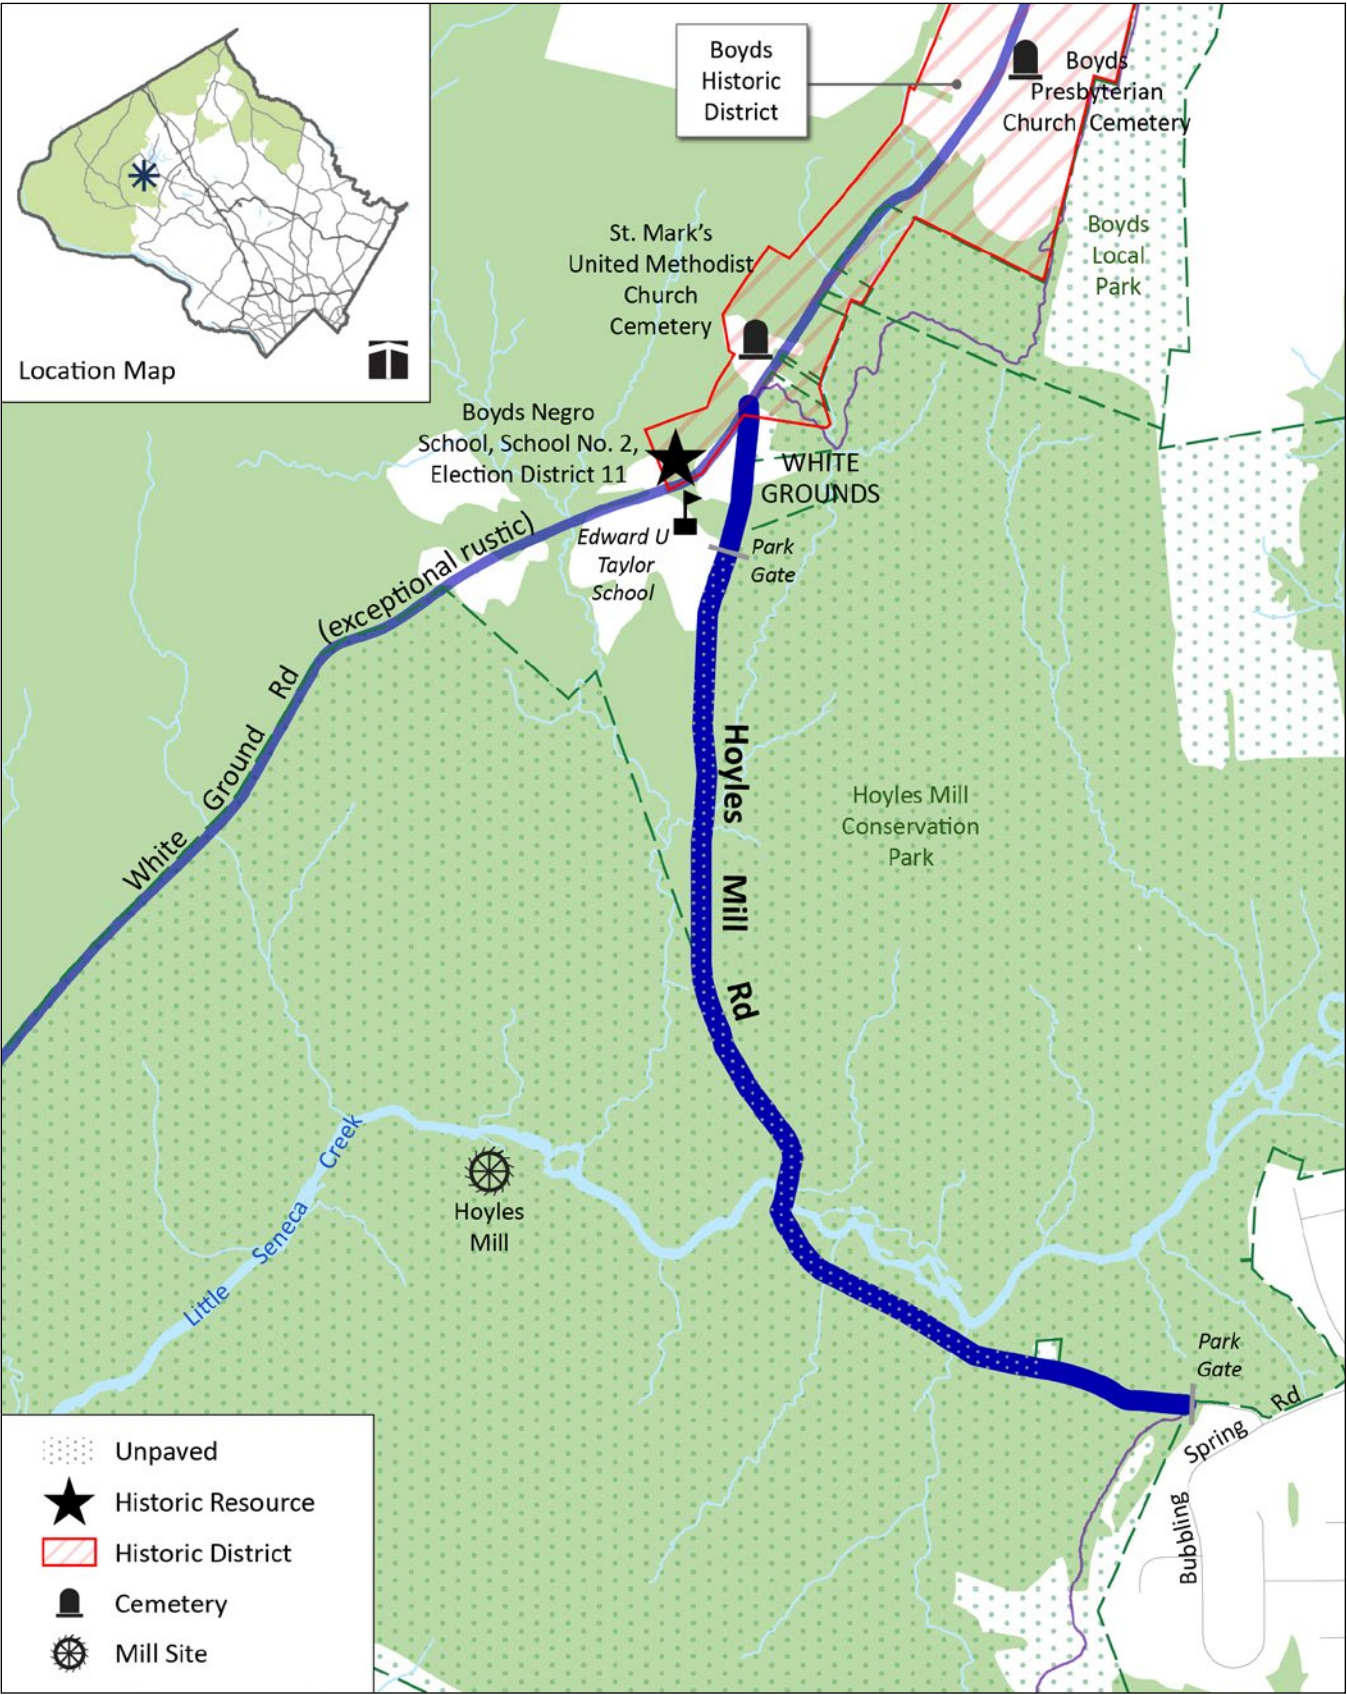 Location Map
Boyds
Historic
District
Boyds
Presbyterian
Church Cemetery
Boyds
Local
Park
St. Mark's
United Methodist
Church
Cemetery
Boyds Negro
School, School No. 2,
Election District 11
WHITE
GROUNDS
Edward U
Taylor
School
Park
Gate
White Ground Rd (exceptional rustic)
Hoyles Mill Rd
Hoyles Mill
Conservation
Park
Little Seneca Creek
Hoyles
Mill
Park
Gate
Bubbling Spring Rd
Unpaved
Historic Resource
Historic District
Cemetery
Mill Site